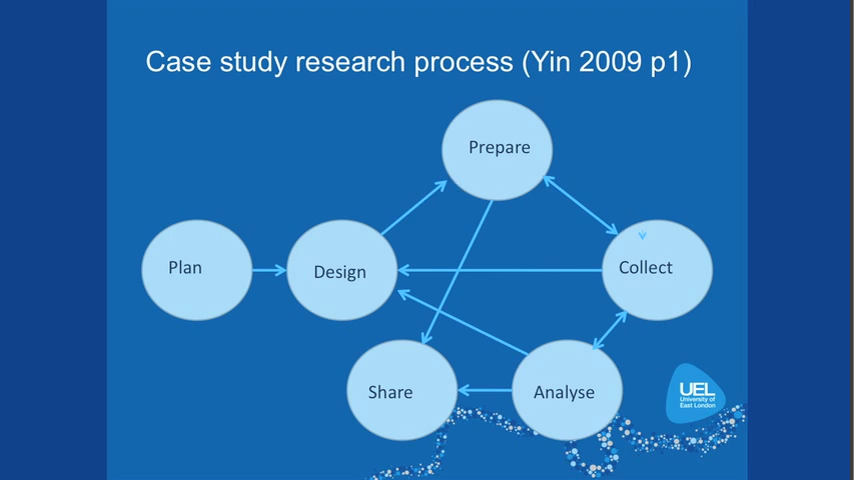 Case study research process (Yin 2009 p1)
Prepare
Plan
Design
Collect
Share
Analyse
UEL
University of
East London